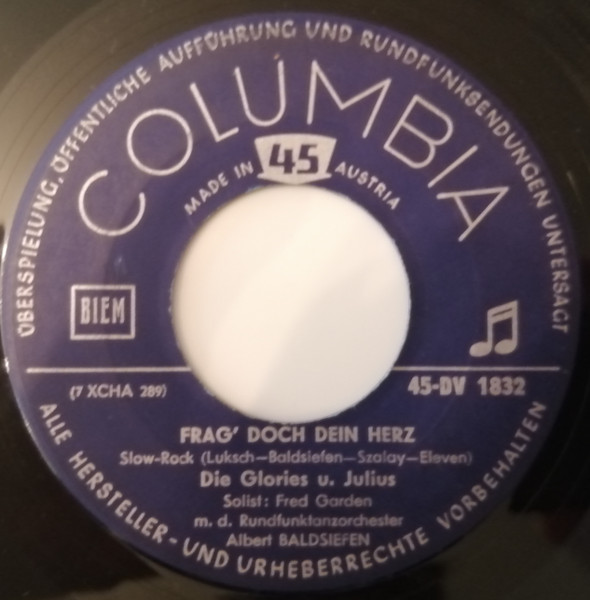 ÜBERSPIELUNG, ÖFFENTLICHE AUFFÜHRUNG UND RUNDFUNKSENDUNGEN UNTERSAGT
COLUMBIA
45
MADE IN AUSTRIA
BIEM
(7 XCHA 289)
45-DV 1832
FRAG' DOCH DEIN HERZ
Slow-Rock (Luksch—Baldsiefen—Szalay—Eleven)
Die Glories u. Julius
Solist: Fred Garden
m. d. Rundfunktanzorchester
Albert BALDSIEFEN
ALLE HERSTELLER-UND URHEBERRECHTE VORBEHALTEN